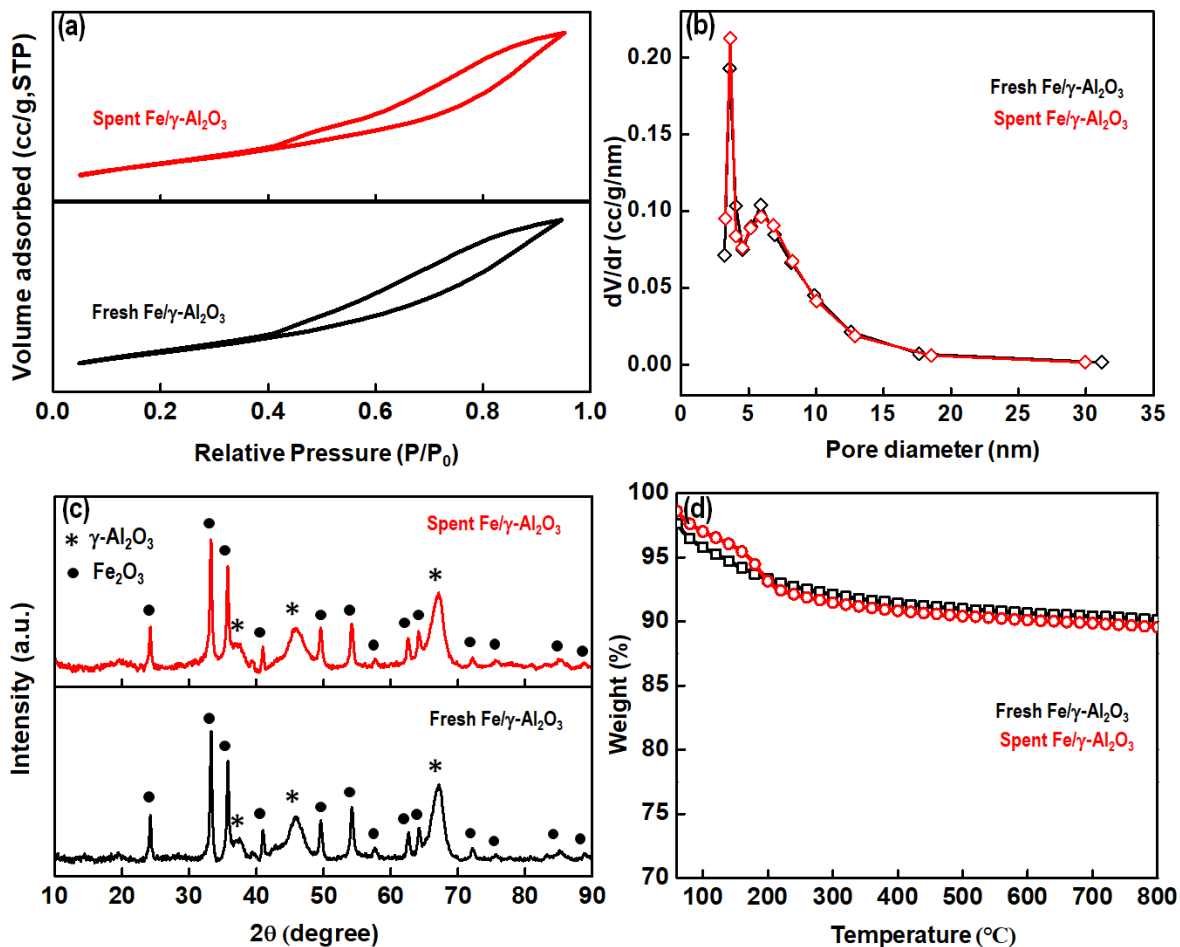 (a)
Spent Fe/γ-Al₂O₃
Fresh Fe/γ-Al₂O₃
Volume adsorbed (cc/g,STP)
0.0 0.2 0.4 0.6 0.8 1.0
Relative Pressure (P/P₀)
(b)
Fresh Fe/γ-Al₂O₃
Spent Fe/γ-Al₂O₃
dV/dr (cc/g/nm)
0.20
0.15
0.10
0.05
0.00
0 5 10 15 20 25 30 35
Pore diameter (nm)
(c)
Spent Fe/γ-Al₂O₃
* γ-Al₂O₃
● Fe₂O₃
Fresh Fe/γ-Al₂O₃
Intensity (a.u.)
10 20 30 40 50 60 70 80 90
2θ (degree)
(d)
Fresh Fe/γ-Al₂O₃
Spent Fe/γ-Al₂O₃
Weight (%)
100
95
90
85
80
75
70
100 200 300 400 500 600 700 800
Temperature (°C)